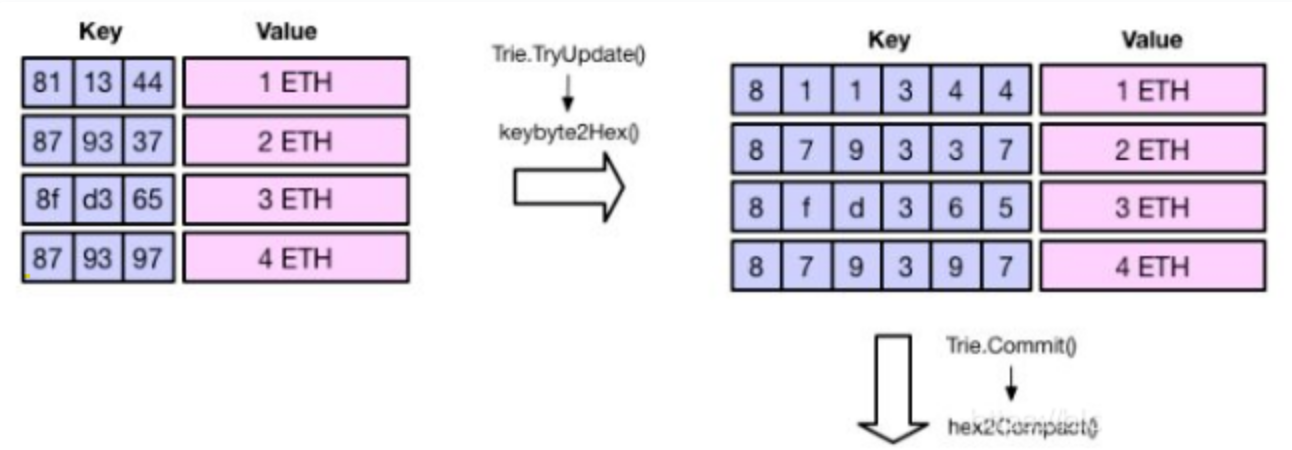 Key Value
81 13 44 1 ETH
87 93 37 2 ETH
8f d3 65 3 ETH
87 93 97 4 ETH
Trie.TryUpdate()
keybyte2Hex()
Key Value
8 1 1 3 4 4 1 ETH
8 7 9 3 3 7 2 ETH
8 f d 3 6 5 3 ETH
8 7 9 3 9 7 4 ETH
Trie.Commit()
hex2Compact()